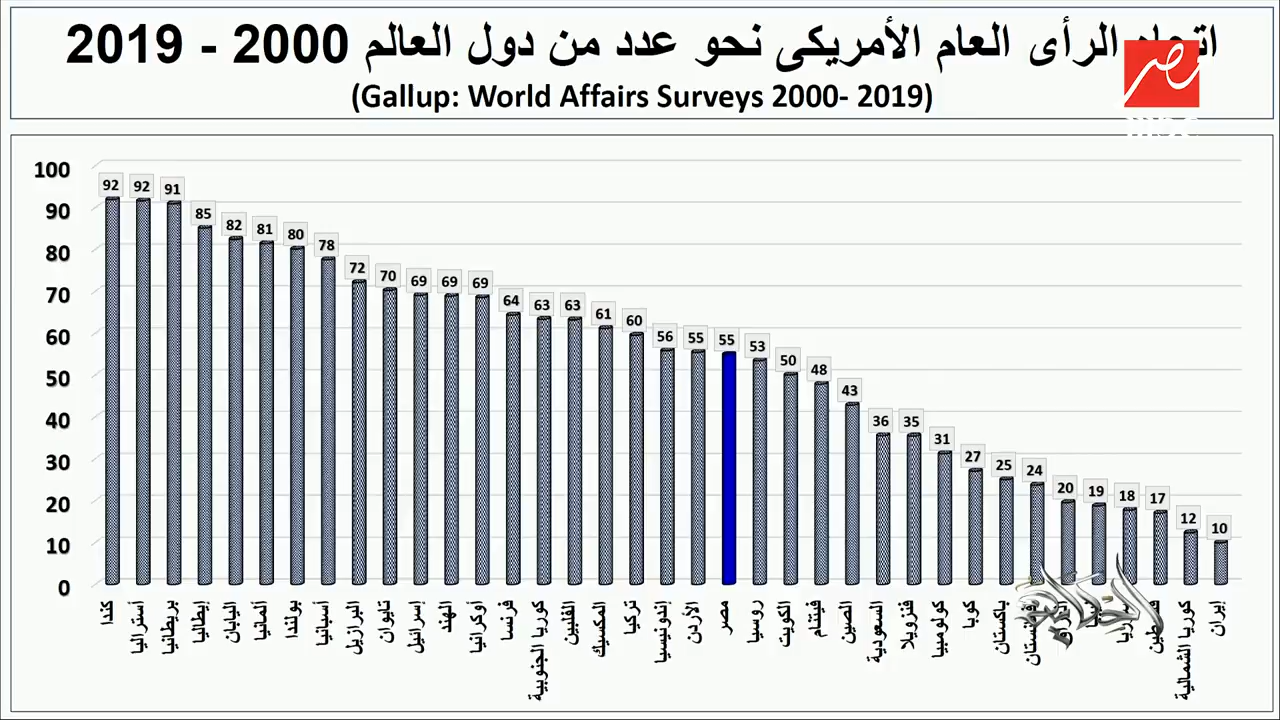 اتجاه الرأى العام الأمريكى نحو عدد من دول العالم 2000 - 2019
(Gallup: World Affairs Surveys 2000- 2019)
مصر
mbc
100
90
80
70
60
50
40
30
20
10
0
92 92 91 85 82 81 80 78 72 70 69 69 69 64 63 63 61 60 56 55 55 53 50 48 43 36 35 31 27 25 24 20 19 18 17 12 10
كندا
أستراليا
بريطانيا
إيطاليا
اليابان
ألمانيا
بولندا
أسبانيا
البرازيل
تايوان
إسرائيل
الهند
أوكرانيا
فرنسا
كوريا الجنوبية
الفلبين
المكسيك
تركيا
إندونيسيا
الأردن
مصر
روسيا
الكويت
فيتنام
الصين
السعودية
فنزويلا
كولومبيا
كوبا
باكستان
كوريا الشمالية
إيران